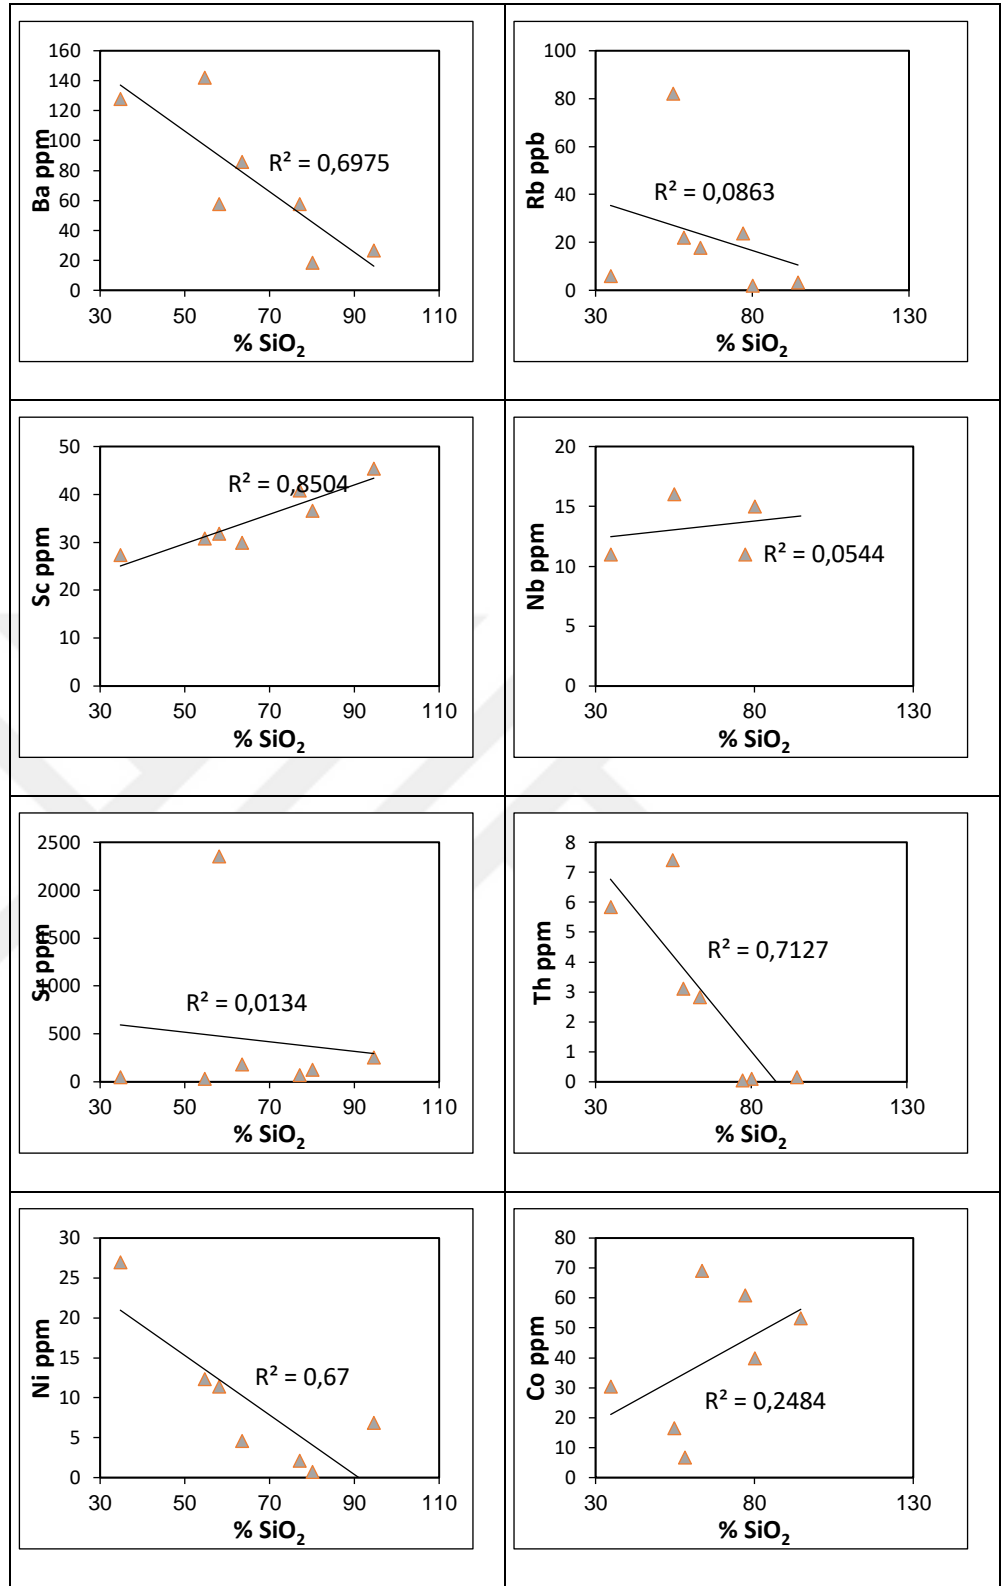 160
140
120
100
80
60
40
20
0
Ba ppm
R² = 0,6975
30 50 70 90 110
% SiO₂
100
80
60
40
20
0
Rb ppb
R² = 0,0863
30 80 130
% SiO₂
50
40
30
20
10
0
Sc ppm
R² = 0,8504
30 50 70 90 110
% SiO₂
20
15
10
5
0
Nb ppm
R² = 0,0544
30 80 130
% SiO₂
2500
2000
1500
1000
500
0
Sr ppm
R² = 0,0134
30 50 70 90 110
% SiO₂
8
7
6
5
4
3
2
1
0
Th ppm
R² = 0,7127
30 80 130
% SiO₂
30
25
20
15
10
5
0
Ni ppm
R² = 0,67
30 50 70 90 110
% SiO₂
80
70
60
50
40
30
20
10
0
Co ppm
R² = 0,2484
30 80 130
% SiO₂